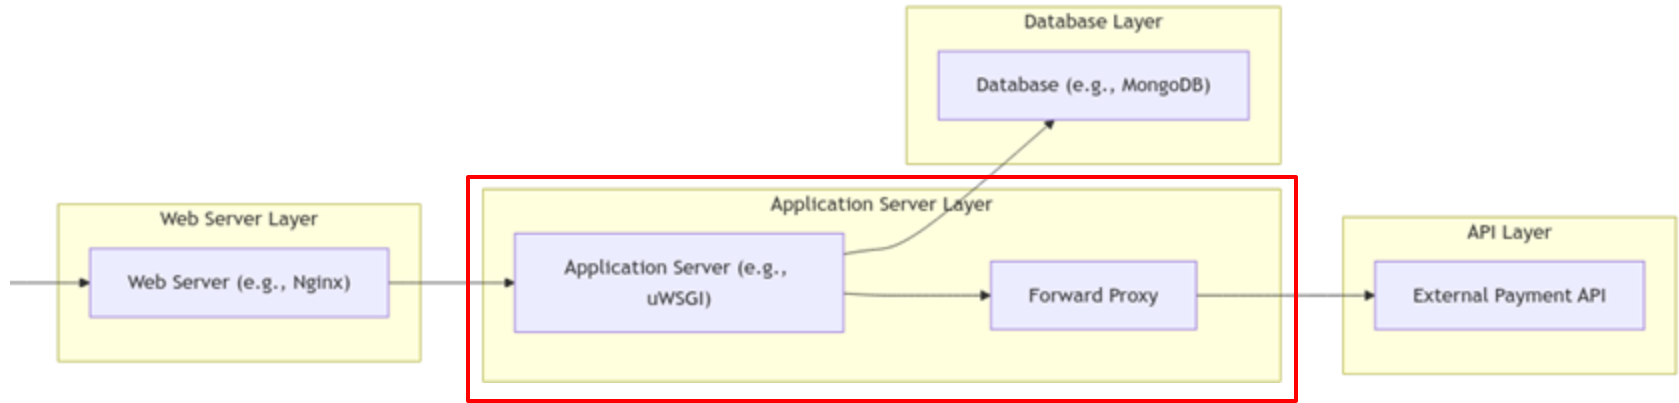 Database Layer
Database (e.g., MongoDB)
Web Server Layer
Web Server (e.g., Nginx)
Application Server Layer
Application Server (e.g.,
uWSGI)
Forward Proxy
API Layer
External Payment API